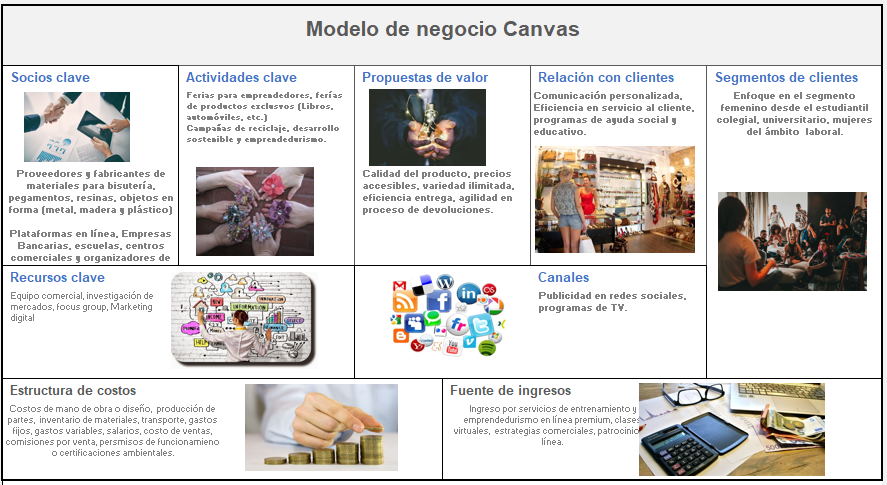 Modelo de negocio Canvas
Socios clave
Proveedores y fabricantes de
materiales para bisutería,
pegamentos, resinas, objetos en
forma (metal, madera y plástico)
Plataformas en línea, Empresas
Bancarias, escuelas, centros
comerciales y organizadores de
Actividades clave
Ferias para emprendedores, ferías
de productos exclusvos (Libros,
automóviles, etc.)
Campañas de reciclaje, desarrollo
sostenible y emprendedurismo.
Propuestas de valor
Calidad del producto, precios
accesibles, variedad ilimitada,
eficiencia entrega, agilidad en
proceso de devoluciones.
Relación con clientes
Comunicación personalizada,
Eficiencia en servicio al cliente,
programas de ayuda social y
educativo.
Segmentos de clientes
Enfoque en el segmento
femenino desde el estudiantil
colegial, universitario, mujeres
del ámbito laboral.
Recursos clave
Equipo comercial, investigación de
mercados, focus group, Marketing
digital
INFORMATION
HELP
Canales
Publicidad en redes sociales,
programas de TV.
You
Tube
Estructura de costos
Costos de mano de obra o diseño, producción de
partes, inventario de materiales, transporte, gastos
fijos, gastos variables, salarios, costo de ventas,
comisiones por venta, persmisos de funcionamieno
o certificaciones ambientales.
Fuente de ingresos
Ingreso por servicios de entrenamiento y
emprendedurismo en línea premium, clases
virtuales, estrategias comerciales, patrocinio
línea.